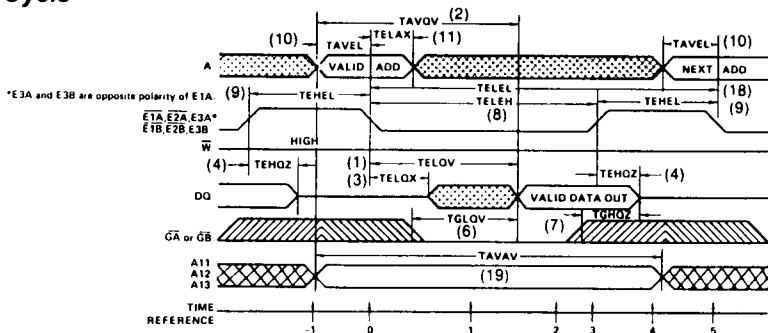 Cycle
TAVQV (2)
(10) TAVEL TELAX (11) TAVEL (10)
A VALID ADD NEXT ADD
*E3A and E3B are opposite polarity of E1A. (9) TEHEL TELEL (18)
TELEH (8) TEHEL (9)
E1A, E2A, E3A*
E1B, E2B, E3B
W HIGH
(4) TEHQZ (1) TELQV TEHQZ (4)
(3) TELQX
DQ VALID DATA OUT
TGLQV (6) (7) TGHQZ
GA or GB
TAVAV
A11
A12 (19)
A13
TIME
REFERENCE
-1 0 1 2 3 4 5